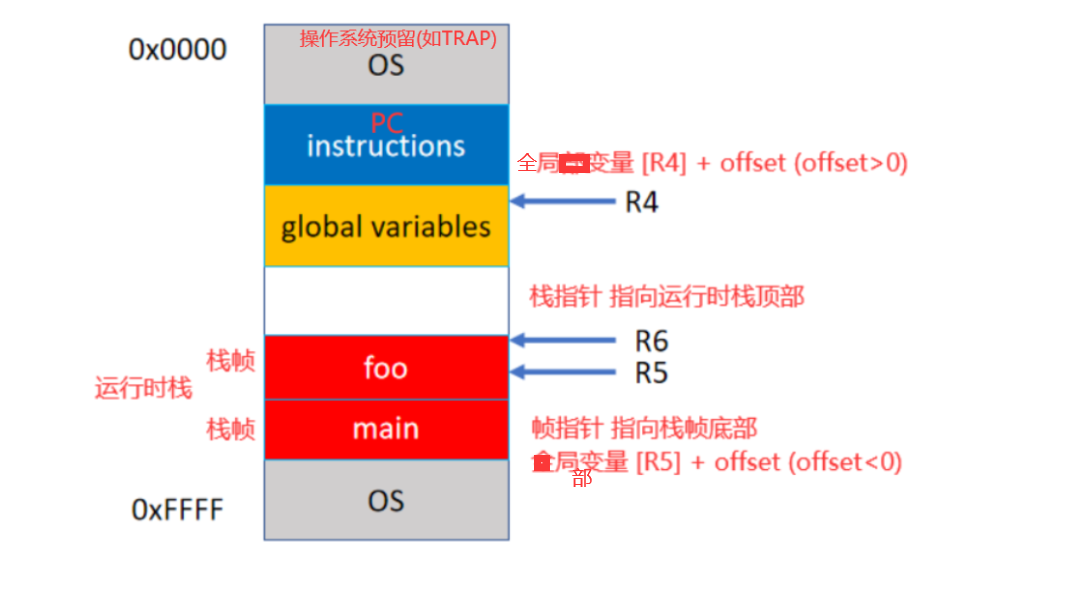 0x0000
操作系统预留(如TRAP)
OS
PC
instructions
全局变量 [R4] + offset (offset>0)
R4
global variables
栈指针 指向运行时栈顶部
R6
R5
栈帧
foo
运行时栈
栈帧
main
帧指针 指向栈帧底部
局变量 [R5] + offset (offset<0)
部
OS
0xFFFF